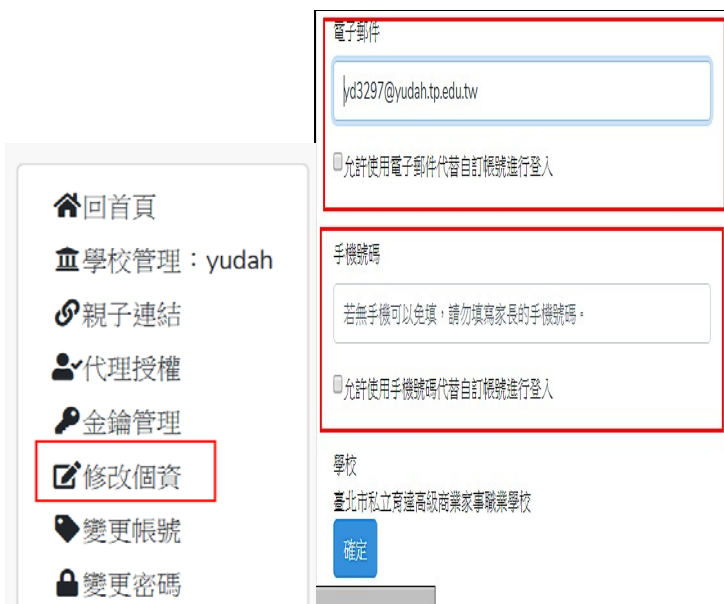 回首頁
學校管理：yudah
親子連結
代理授權
金鑰管理
修改個資
變更帳號
變更密碼
電子郵件
yd3297@yudah.tp.edu.tw
允許使用電子郵件代替自訂帳號進行登入
手機號碼
若無手機可以免填，請勿填寫家長的手機號碼。
允許使用手機號碼代替自訂帳號進行登入
學校
臺北市私立育達高級商業家事職業學校
確定